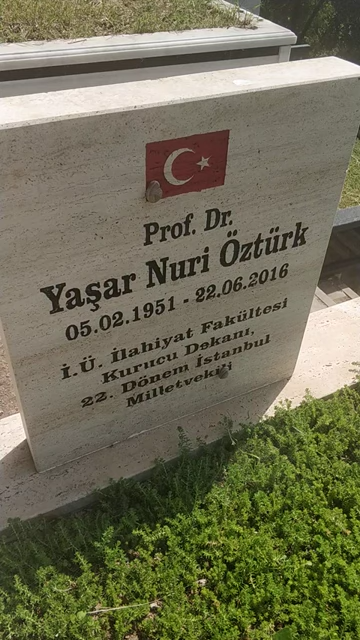 Prof. Dr.
Yaşar Nuri Öztürk
05.02.1951 - 22.06.2016
İ.Ü. İlahiyat Fakültesi
Kurucu Dekanı,
22. Dönem İstanbul
Milletvekili